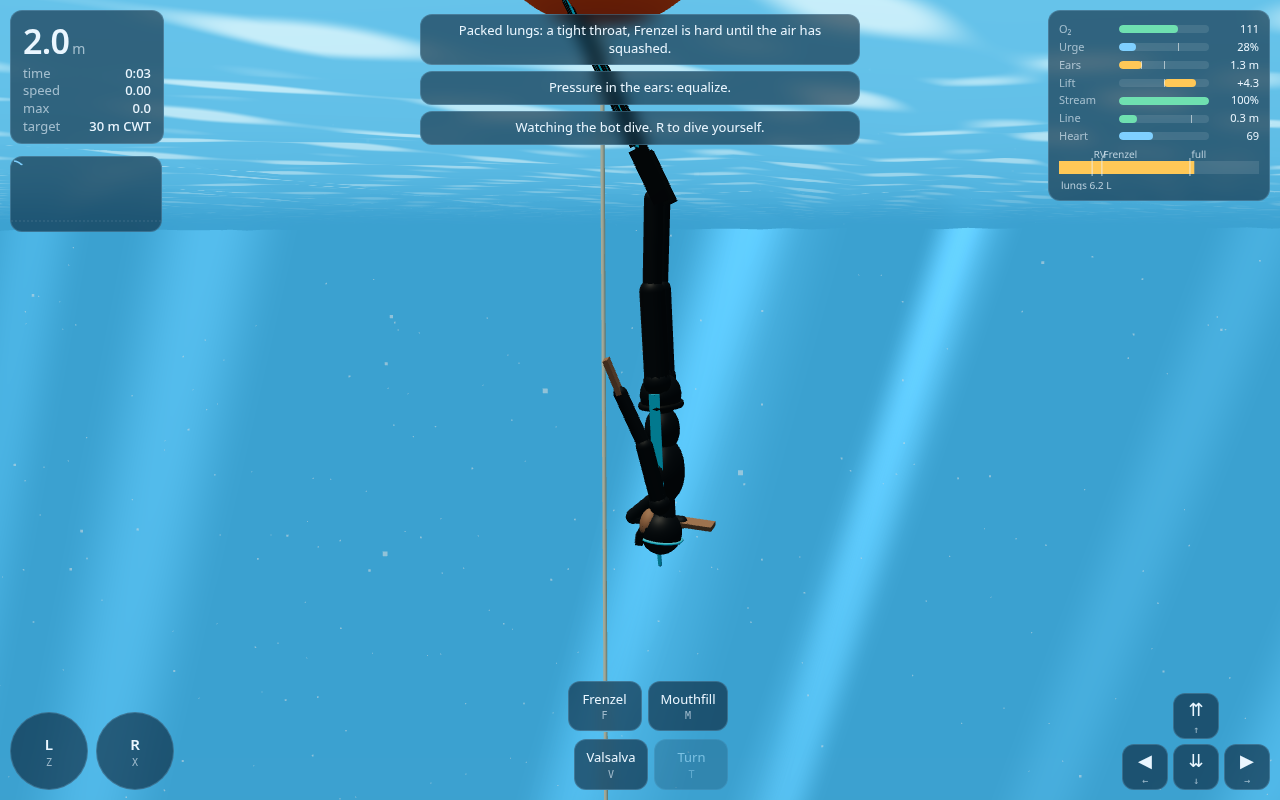 2.0 m
time 0:03
speed 0.00
max 0.0
target 30 m CWT
Packed lungs: a tight throat, Frenzel is hard until the air has
squashed.
Pressure in the ears: equalize.
Watching the bot dive. R to dive yourself.
O₂ 111
Urge 28%
Ears 1.3 m
Lift +4.3
Stream 100%
Line 0.3 m
Heart 69
Frenzel full
lungs 6.2 L
L
Z
R
X
Frenzel
F
Mouthfill
M
Valsalva
V
Turn
T
⇈
↑
◀
←
⇊
↓
▶
→